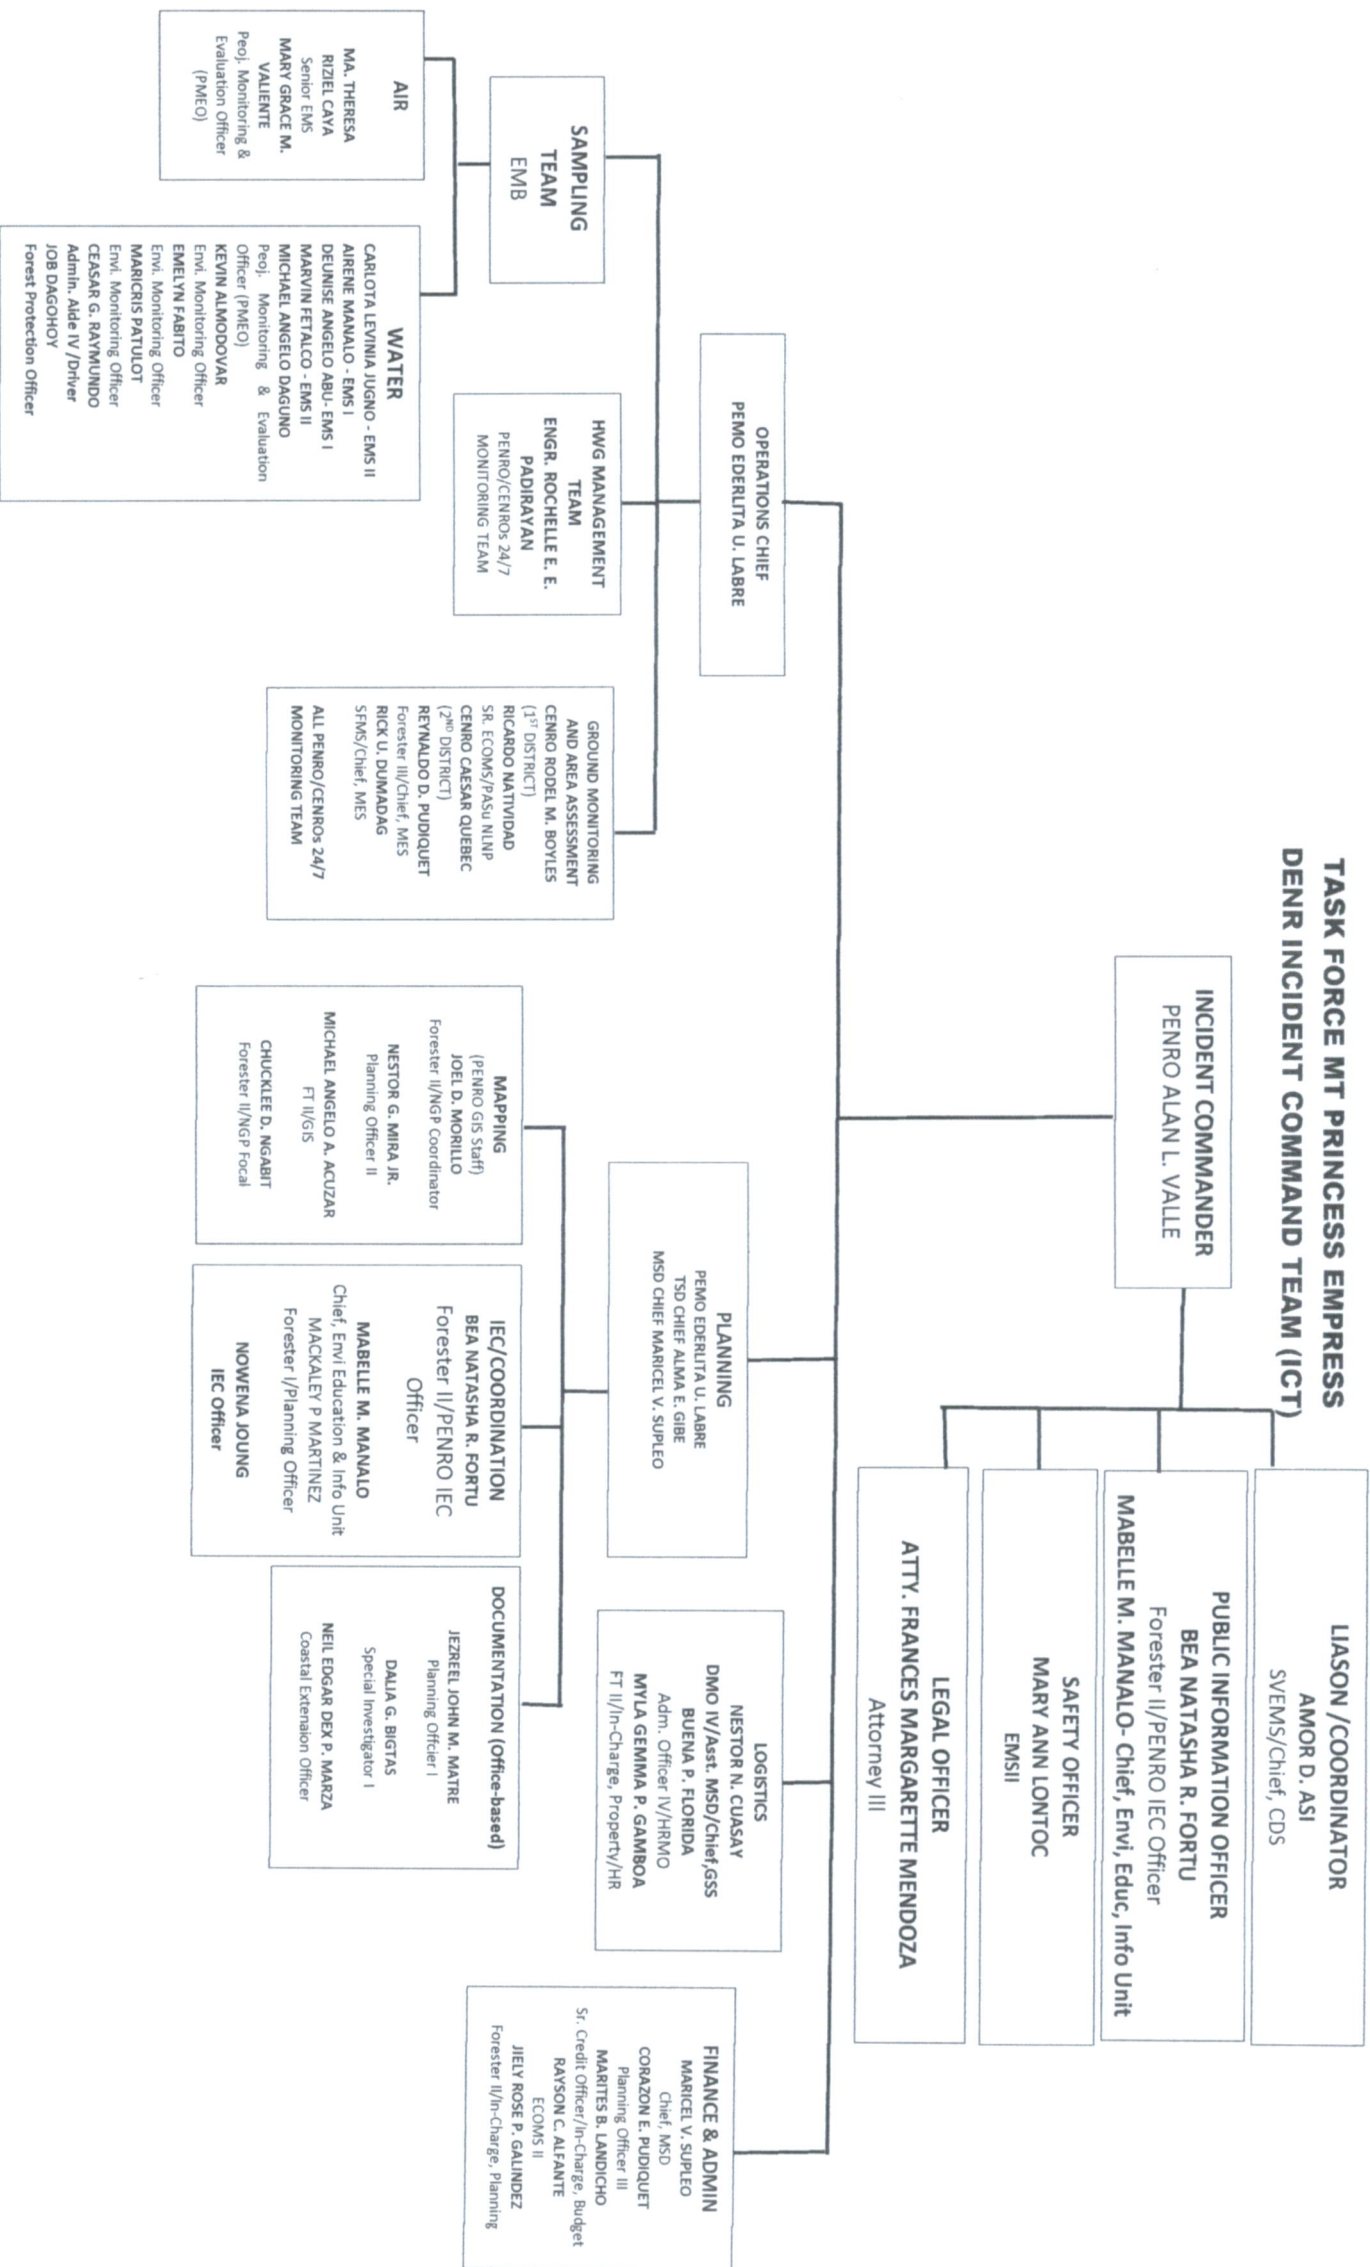 TASK FORCE MT PRINCESS EMPRESS
DENR INCIDENT COMMAND TEAM (ICT)
INCIDENT COMMANDER
PENRO ALAN L. VALLE
LIASON /COORDINATOR
AMOR D. ASI
SVEMS/Chief, CDS
PUBLIC INFORMATION OFFICER
BEA NATASHA R. FORTU
Forester II/PENRO IEC Officer
MABELLE M. MANALO- Chief, Envi, Educ, Info Unit
SAFETY OFFICER
MARY ANN LONTOC
EMSII
LEGAL OFFICER
ATTY. FRANCES MARGARETTE MENDOZA
Attorney III
OPERATIONS CHIEF
PEMO EDERLITA U. LABRE
PLANNING
PEMO EDERLITA U. LABRE
TSD CHIEF ALMA E. GIBE
MSD CHIEF MARICEL V. SUPLEO
LOGISTICS
NESTOR N. CUASAY
DMO IV/Asst. MSD/Chief,GSS
BUENA P. FLORIDA
Adm. Officer IV/HRMO
MYLA GEMMA P. GAMBOA
FT II/In-Charge, Property/HR
FINANCE & ADMIN
MARICEL V. SUPLEO
Chief, MSD
CORAZON E. PUDIQUET
Planning Officer III
MARITES B. LANDICHO
Sr. Credit Officer/In-Charge, Budget
RAYSON C. ALFANTE
ECOMS II
JIELY ROSE P. GALINDEZ
Forester II/In-Charge, Planning
SAMPLING
TEAM
EMB
HWG MANAGEMENT
TEAM
ENGR. ROCHELLE E. E.
PADIRAYAN
PENRO/CENROs 24/7
MONITORING TEAM
GROUND MONITORING
AND AREA ASSESSMENT
CENRO RODEL M. BOYLES
(1ST DISTRICT)
RICARDO NATIVIDAD
SR. ECOMS/PASu NLNP
CENRO CAESAR QUEBEC
(2ND DISTRICT)
REYNALDO D. PUDIQUET
Forester III/Chief, MES
RICK U. DUMADAG
SFMS/Chief, MES
ALL PENRO/CENROs 24/7
MONITORING TEAM
MAPPING
(PENRO GIS Staff)
JOEL D. MORILLO
Forester II/NGP Coordinator
NESTOR G. MIRA JR.
Planning Officer II
MICHAEL ANGELO A. ACUZAR
FT II/GIS
CHUCKLEE D. NGABIT
Forester II/NGP Focal
IEC/COORDINATION
BEA NATASHA R. FORTU
Forester II/PENRO IEC
Officer
MABELLE M. MANALO
Chief, Envi Education & Info Unit
MACKALEY P MARTINEZ
Forester I/Planning Officer
NOWENA JOUNG
IEC Officer
DOCUMENTATION (Office-based)
JEZREEL JOHN M. MATRE
Planning Offcier I
DALIA G. BIGTAS
Special Investigator I
NEIL EDGAR DEX P. MARZA
Coastal Extenaion Officer
AIR
MA. THERESA
RIZIEL CAYA
Senior EMS
MARY GRACE M.
VALIENTE
Peoj. Monitoring &
Evaluation Officer
(PMEO)
WATER
CARLOTA LEVINIA JUGNO - EMS II
AIRENE MANALO - EMS I
DEUNISE ANGELO ABU- EMS I
MARVIN FETALCO - EMS II
MICHAEL ANGELO DAGUNO
Peoj. Monitoring & Evaluation
Officer (PMEO)
KEVIN ALMODOVAR
Envi. Monitoring Officer
EMELYN FABITO
Envi. Monitoring Officer
MARICRIS PATULOT
Envi. Monitoring Officer
CEASAR G. RAYMUNDO
Admin. Aide IV /Driver
JOB DAGOHOY
Forest Protection Officer